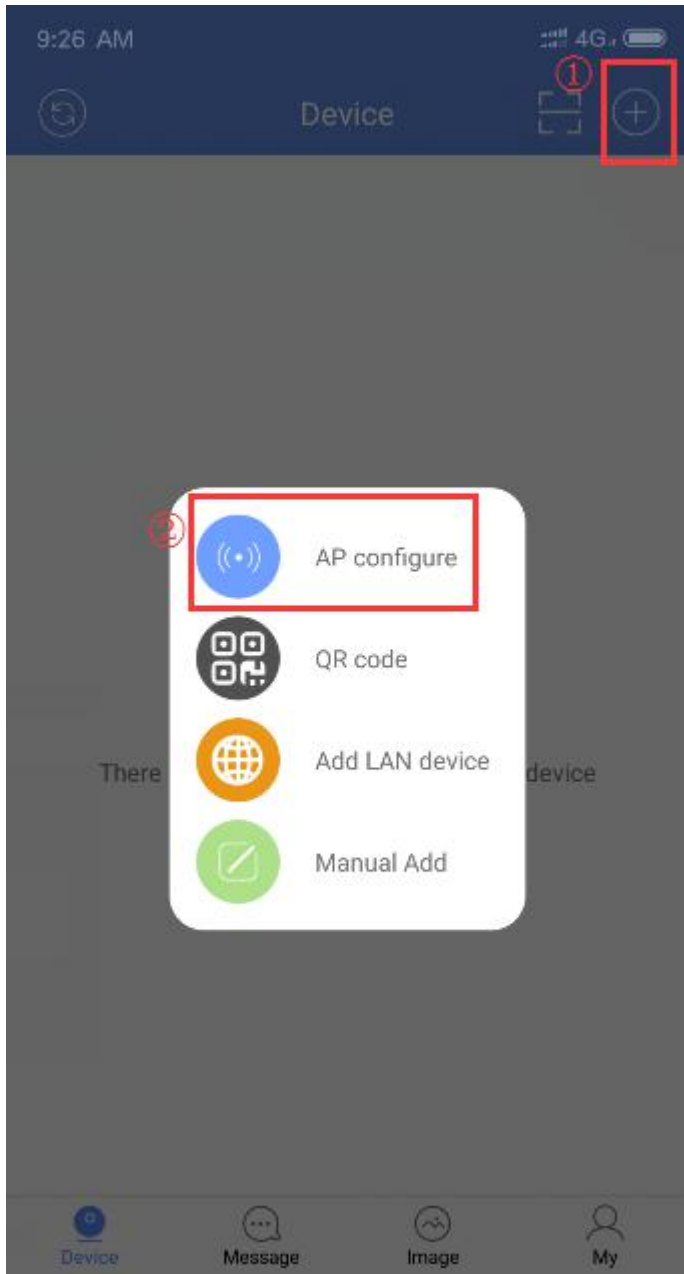 9:26 AM
4G
①
Device
②
AP configure
QR code
Add LAN device
There
device
Manual Add
Device
Message
Image
My